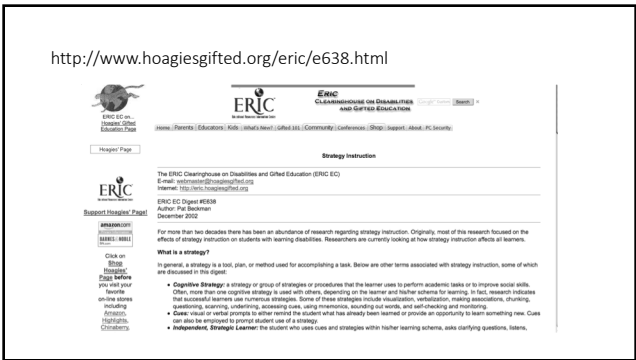 http://www.hoagiesgifted.org/eric/e638.html
ERIC EC on...
Hoagies' Gifted
Education Page
Hoagies' Page
ERIC
Support Hoagies' Page!
amazon.com
BARNES & NOBLE
Click on
Shop
Hoagies'
Page before
you visit your
favorite
on-line stores
including
Amazon,
Highlights,
Chinaberry,
ERIC
ERIC
CLEARINGHOUSE ON DISABILITIES
AND GIFTED EDUCATION
Search
Home Parents Educators Kids What's New? Gifted 101 Community Conferences Shop Support About PC Security
Strategy Instruction
The ERIC Clearinghouse on Disabilities and Gifted Education (ERIC EC)
E-mail: webmaster@hoagiesgifted.org
Internet: http://eric.hoagiesgifted.org
ERIC EC Digest #E638
Author: Pat Beckman
December 2002
For more than two decades there has been an abundance of research regarding strategy instruction. Originally, most of this research focused on the
effects of strategy instruction on students with learning disabilities. Researchers are currently looking at how strategy instruction affects all learners.
What is a strategy?
In general, a strategy is a tool, plan, or method used for accomplishing a task. Below are other terms associated with strategy instruction, some of which
are discussed in this digest:
• Cognitive Strategy: a strategy or group of strategies or procedures that the learner uses to perform academic tasks or to improve social skills.
Often, more than one cognitive strategy is used with others, depending on the learner and his/her schema for learning. In fact, research indicates
that successful learners use numerous strategies. Some of these strategies include visualization, verbalization, making associations, chunking,
questioning, scanning, underlining, accessing cues, using mnemonics, sounding out words, and self-checking and monitoring.
• Cues: visual or verbal prompts to either remind the student what has already been learned or provide an opportunity to learn something new. Cues
can also be employed to prompt student use of a strategy.
• Independent, Strategic Learner: the student who uses cues and strategies within his/her learning schema, asks clarifying questions, listens,